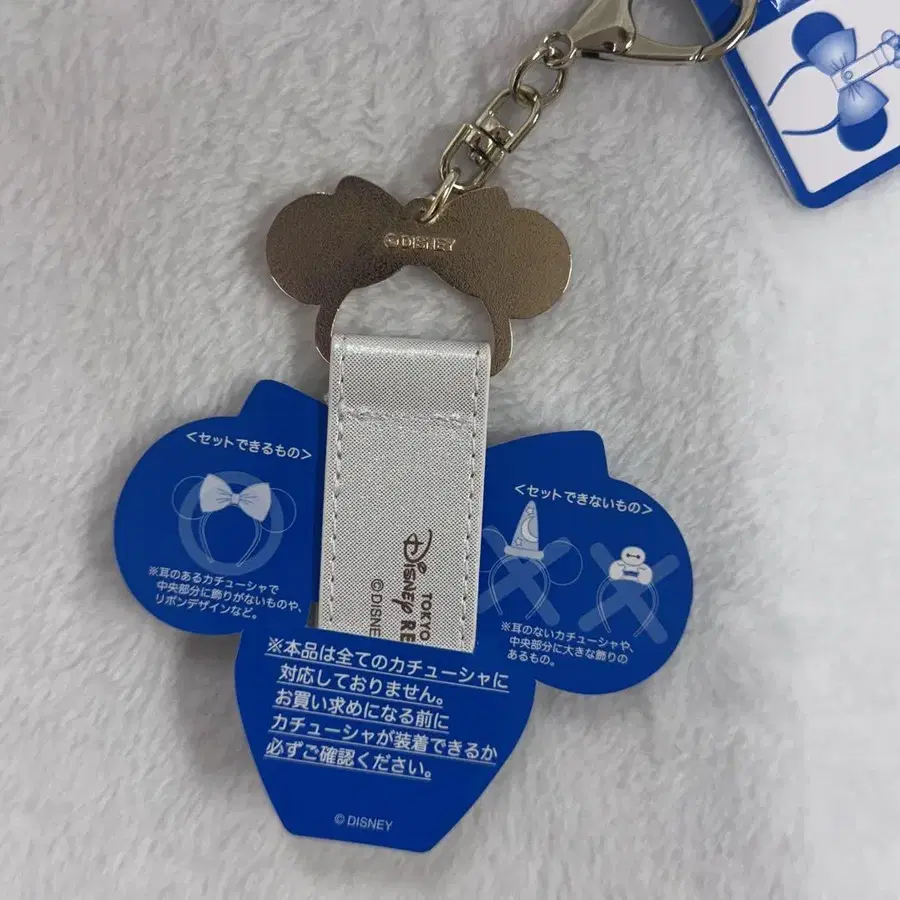 ©DISNEY
<セットできるもの>
※耳のあるカチューシャで
中央部分に飾りがないものや、
リボンデザインなど。
TOKYO
DISNEY RE
©DISNEY
<セットできないもの>
※耳のないカチューシャや、
中央部分に大きな飾りの
あるもの。
※本品は全てのカチューシャに
対応しておりません。
お買い求めになる前に
カチューシャが装着できるか
必ずご確認ください。
© DISNEY